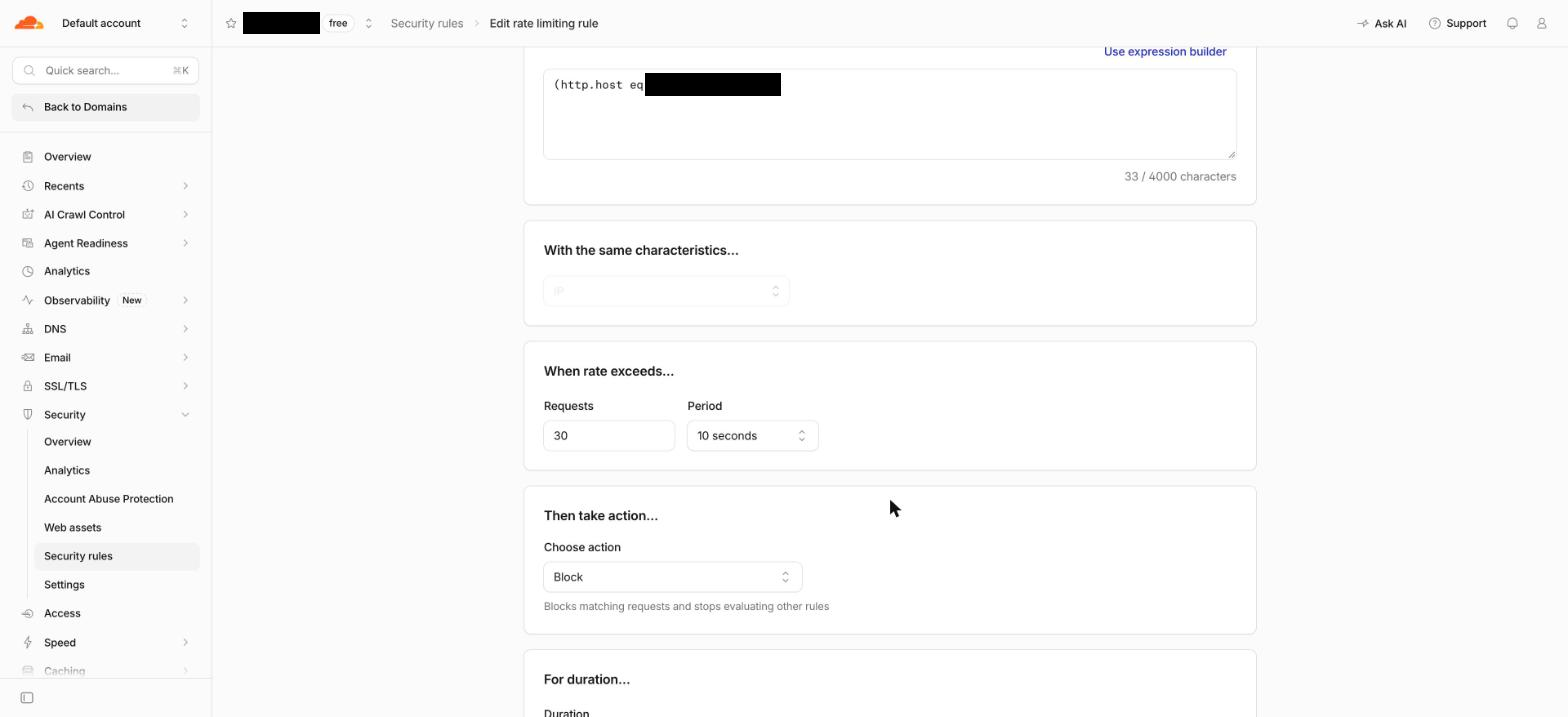 Default account
free
Security rules
Edit rate limiting rule
Ask AI
Support
Quick search...
⌘K
Back to Domains
Overview
Recents
AI Crawl Control
Agent Readiness
Analytics
Observability New
DNS
Email
SSL/TLS
Security
Overview
Analytics
Account Abuse Protection
Web assets
Security rules
Settings
Access
Speed
Caching
Use expression builder
(http.host eq
33 / 4000 characters
With the same characteristics...
IP
When rate exceeds...
Requests
Period
30
10 seconds
Then take action...
Choose action
Block
Blocks matching requests and stops evaluating other rules
For duration...
Duration